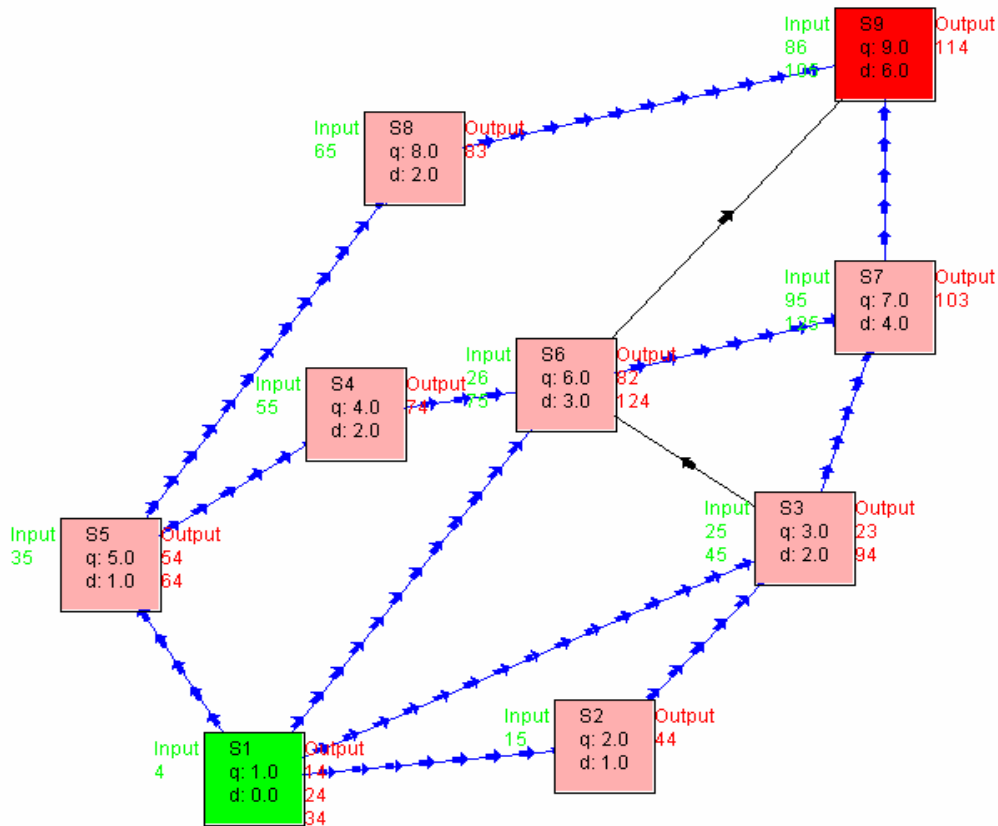 Input
86
105
S9
q: 9.0
d: 6.0
Output
114
Input
65
S8
q: 8.0
d: 2.0
Output
83
Input
95
125
S7
q: 7.0
d: 4.0
Output
103
Input
26
75
S6
q: 6.0
d: 3.0
Output
82
124
Input
55
S4
q: 4.0
d: 2.0
Output
74
Input
25
45
S3
q: 3.0
d: 2.0
Output
23
94
Input
35
S5
q: 5.0
d: 1.0
Output
54
64
Input
15
S2
q: 2.0
d: 1.0
Output
44
Input
4
S1
q: 1.0
d: 0.0
Output
14
24
34